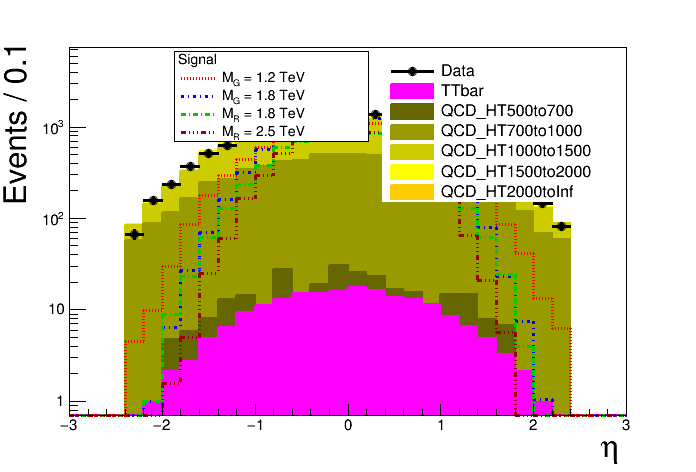 Events / 0.1
10³
10²
10
1
Signal
M_G = 1.2 TeV
M_G = 1.8 TeV
M_R = 1.8 TeV
M_R = 2.5 TeV
Data
TTbar
QCD_HT500to700
QCD_HT700to1000
QCD_HT1000to1500
QCD_HT1500to2000
QCD_HT2000toInf
−3 −2 −1 0 1 2 3
η